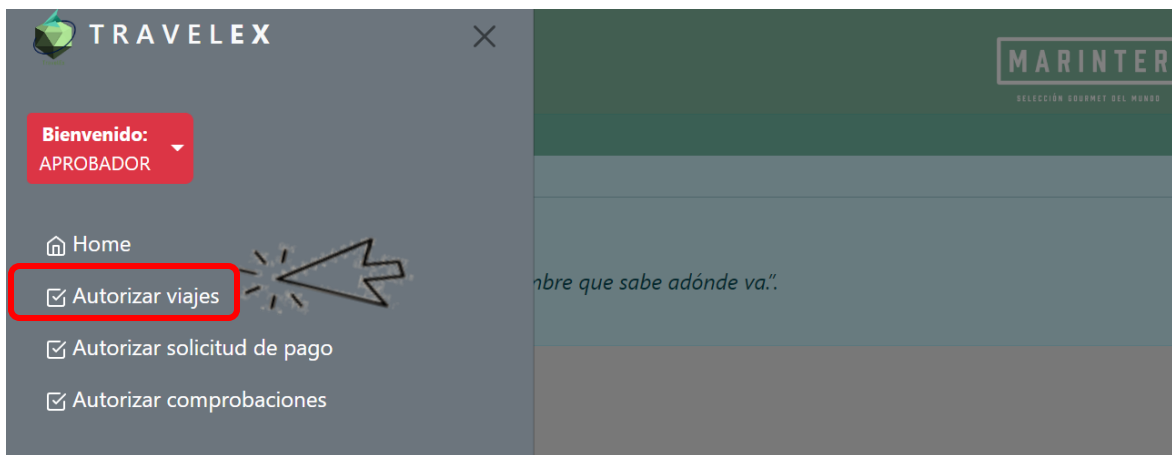 TRAVELEX
MARINTER
SELECCIÓN GOURMET DEL MUNDO
Bienvenido:
APROBADOR
Home
que sabe adónde va.".
Autorizar viajes
Autorizar solicitud de pago
Autorizar comprobaciones